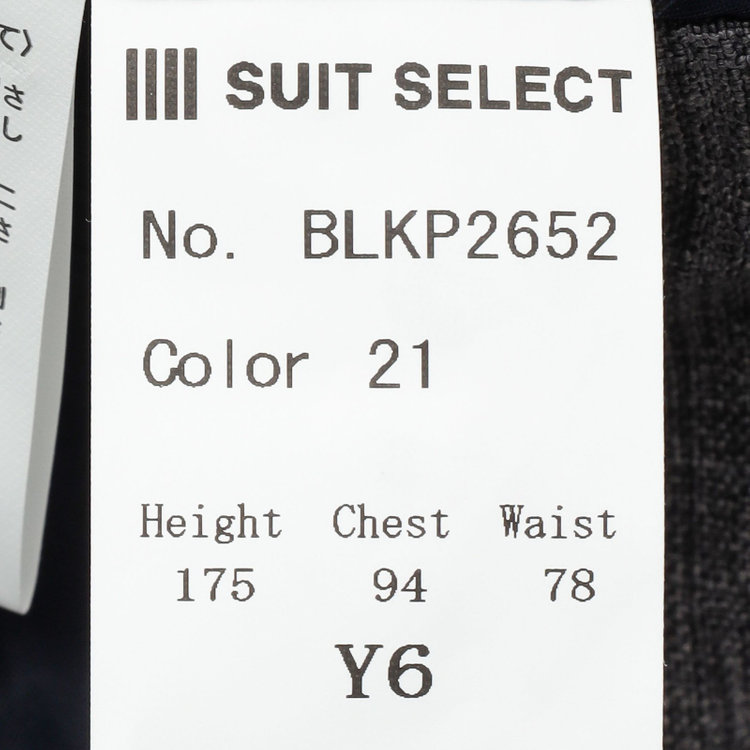 SUIT SELECT
No. BLKP2652
Color 21
Height Chest Waist
175 94 78
Y6